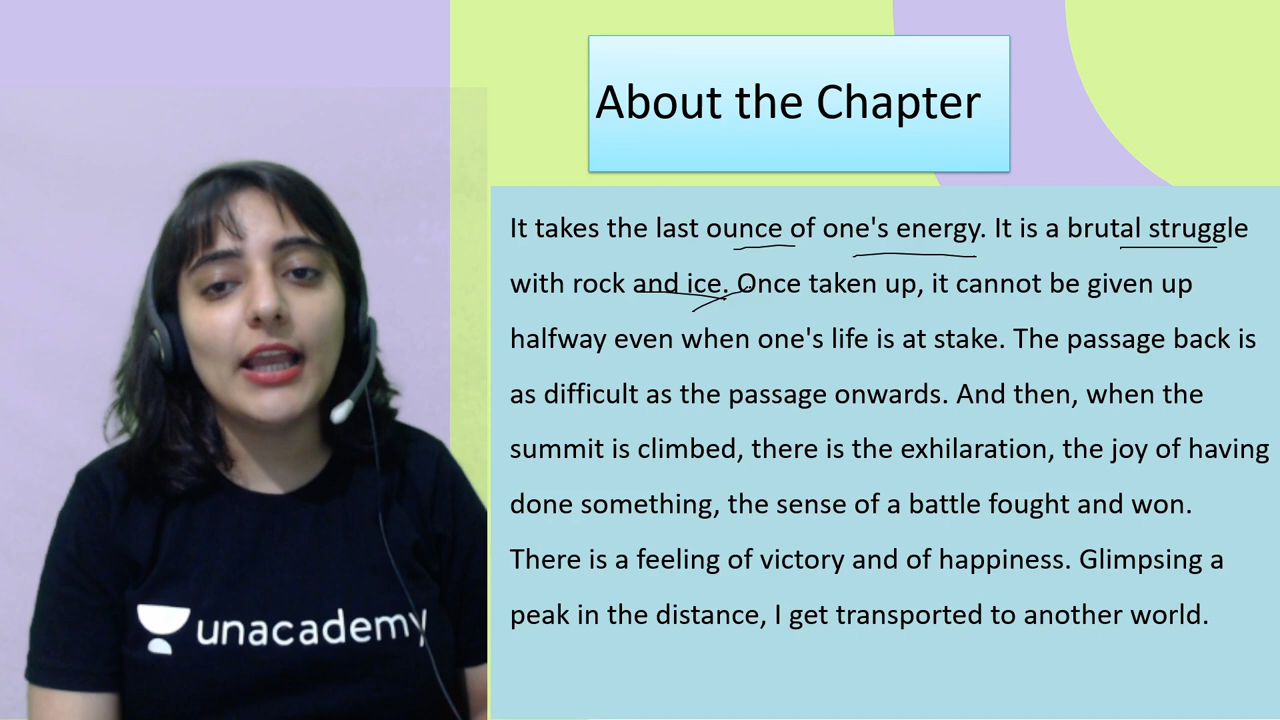 About the Chapter
It takes the last ounce of one's energy. It is a brutal struggle
with rock and ice. Once taken up, it cannot be given up
halfway even when one's life is at stake. The passage back is
as difficult as the passage onwards. And then, when the
summit is climbed, there is the exhilaration, the joy of having
done something, the sense of a battle fought and won.
There is a feeling of victory and of happiness. Glimpsing a
peak in the distance, I get transported to another world.
unacademy